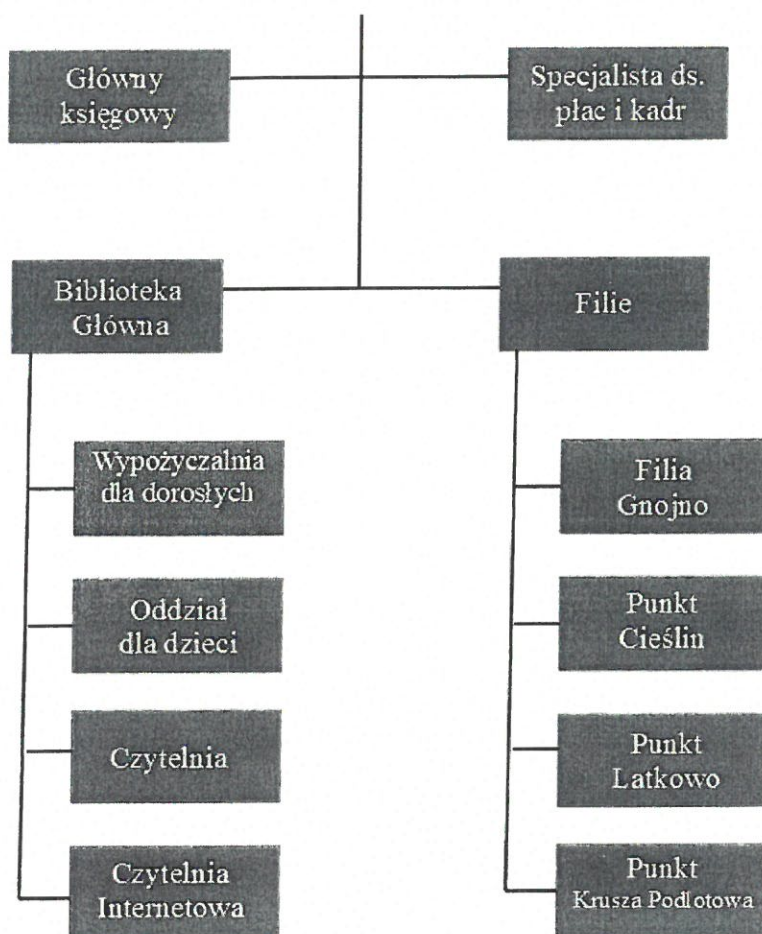 Główny
księgowy
Specjalista ds.
płac i kadr
Biblioteka
Główna
Filie
Wypożyczalnia
dla dorosłych
Oddział
dla dzieci
Czytelnia
Czytelnia
Internetowa
Filia
Gnojno
Punkt
Cieślin
Punkt
Latkowo
Punkt
Krusza Podlotowa